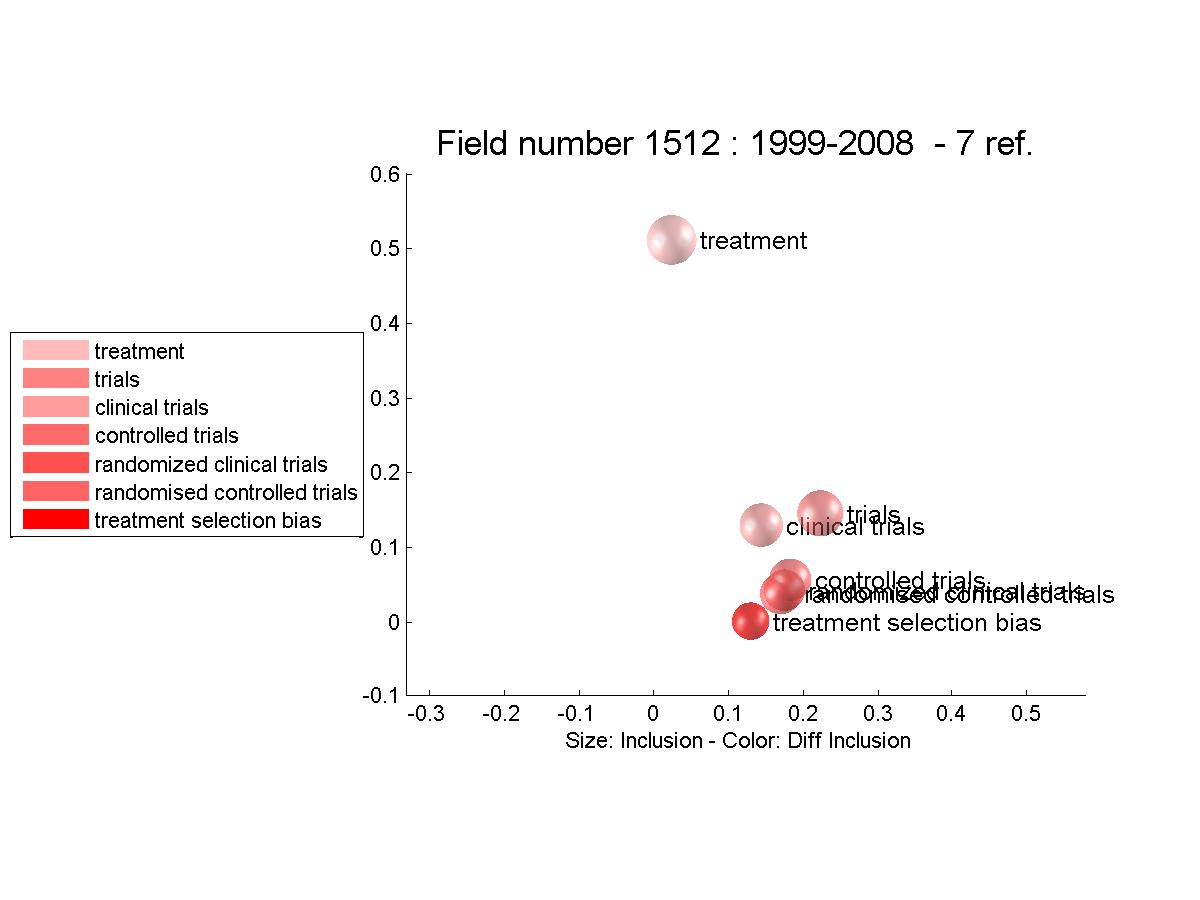 Field number 1512 : 1999-2008 - 7 ref.
0.6
0.5
0.4
0.3
0.2
0.1
0
-0.1
treatment
trials
clinical trials
controlled trials
randomized clinical trials
randomised controlled trials
treatment selection bias
treatment
trials
clinical trials
controlled trials
randomized clinical trials
randomised controlled trials
treatment selection bias
-0.3 -0.2 -0.1 0 0.1 0.2 0.3 0.4 0.5
Size: Inclusion - Color: Diff Inclusion